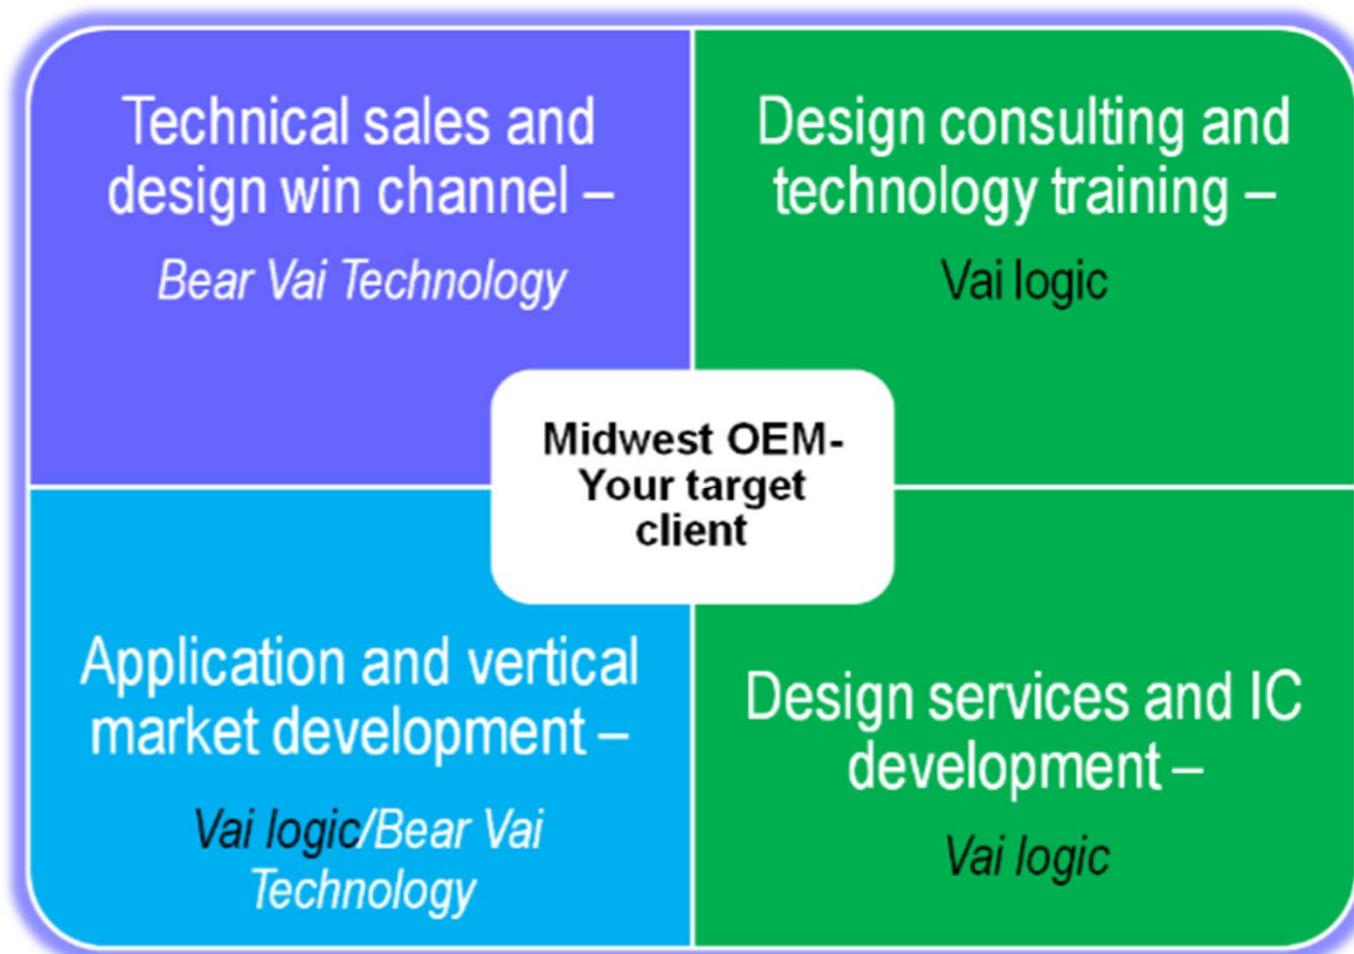 Technical sales and
design win channel –
Bear Vai Technology
Design consulting and
technology training –
Vai logic
Midwest OEM-
Your target
client
Application and vertical
market development –
Vai logic/Bear Vai
Technology
Design services and IC
development –
Vai logic